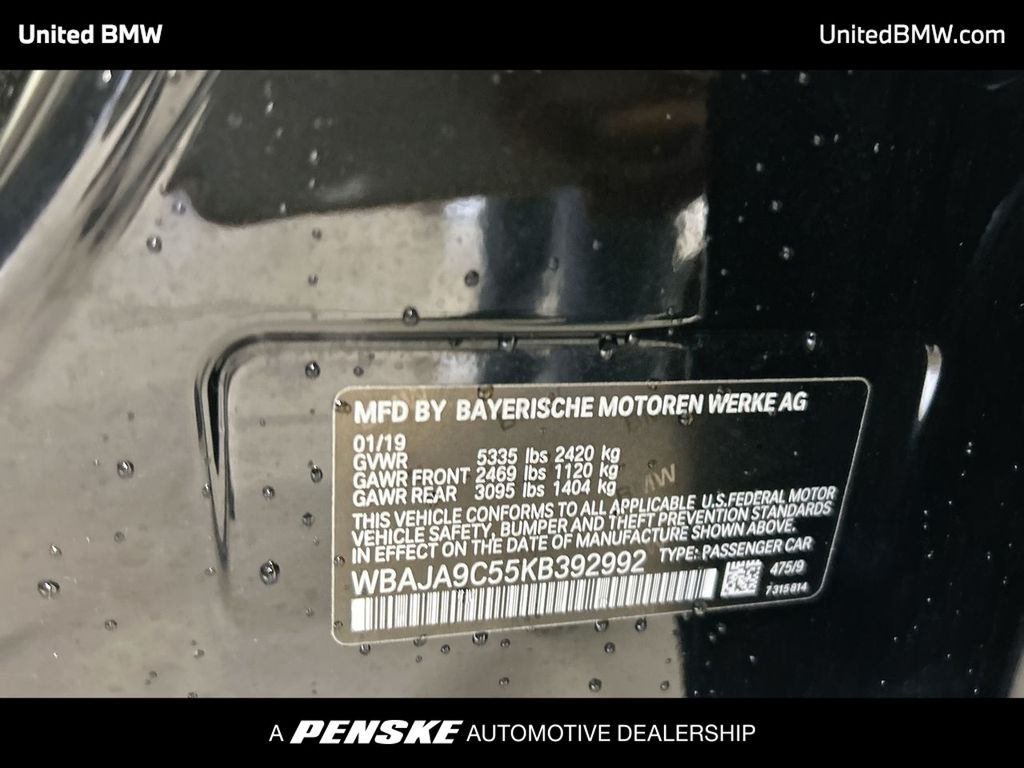 United BMW
UnitedBMW.com
MFD BY BAYERISCHE MOTOREN WERKE AG
01/19
GVWR 5335 lbs 2420 kg
GAWR FRONT 2469 lbs 1120 kg
GAWR REAR 3095 lbs 1404 kg
THIS VEHICLE CONFORMS TO ALL APPLICABLE U.S.FEDERAL MOTOR
VEHICLE SAFETY, BUMPER AND THEFT PREVENTION STANDARDS
IN EFFECT ON THE DATE OF MANUFACTURE SHOWN ABOVE.
WBAJA9C55KB392992 TYPE: PASSENGER CAR
475/9
7315814
A PENSKE AUTOMOTIVE DEALERSHIP